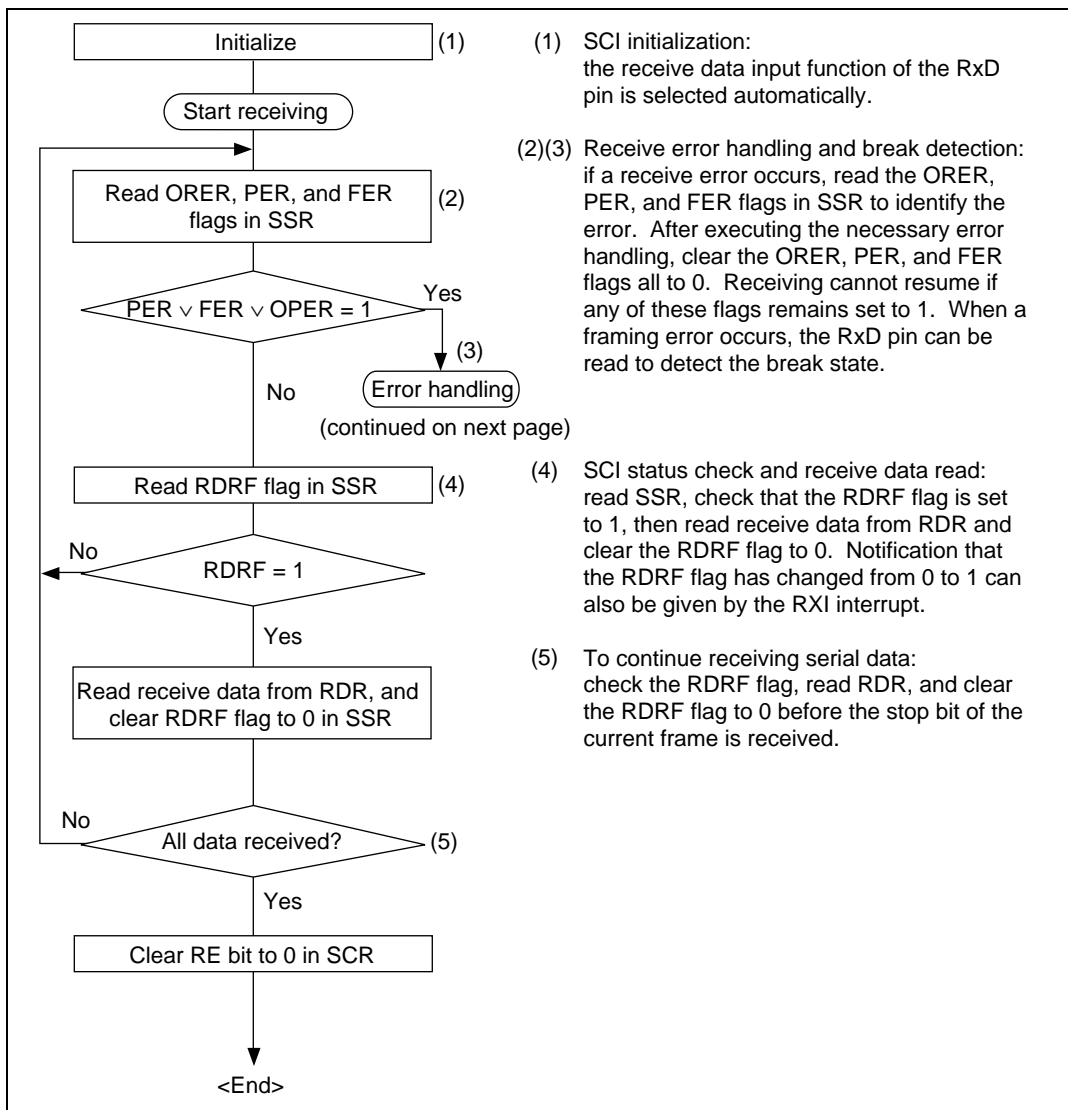 Initialize
(1)
Start receiving
Read ORER, PER, and FER
flags in SSR
(2)
PER ∨ FER ∨ OPER = 1
Yes
(3)
Error handling
(continued on next page)
No
Read RDRF flag in SSR
(4)
No
RDRF = 1
Yes
Read receive data from RDR, and
clear RDRF flag to 0 in SSR
No
All data received?
(5)
Yes
Clear RE bit to 0 in SCR
<End>
(1) SCI initialization:
the receive data input function of the RxD
pin is selected automatically.
(2)(3) Receive error handling and break detection:
if a receive error occurs, read the ORER,
PER, and FER flags in SSR to identify the
error. After executing the necessary error
handling, clear the ORER, PER, and FER
flags all to 0. Receiving cannot resume if
any of these flags remains set to 1. When a
framing error occurs, the RxD pin can be
read to detect the break state.
(4) SCI status check and receive data read:
read SSR, check that the RDRF flag is set
to 1, then read receive data from RDR and
clear the RDRF flag to 0. Notification that
the RDRF flag has changed from 0 to 1 can
also be given by the RXI interrupt.
(5) To continue receiving serial data:
check the RDRF flag, read RDR, and clear
the RDRF flag to 0 before the stop bit of the
current frame is received.